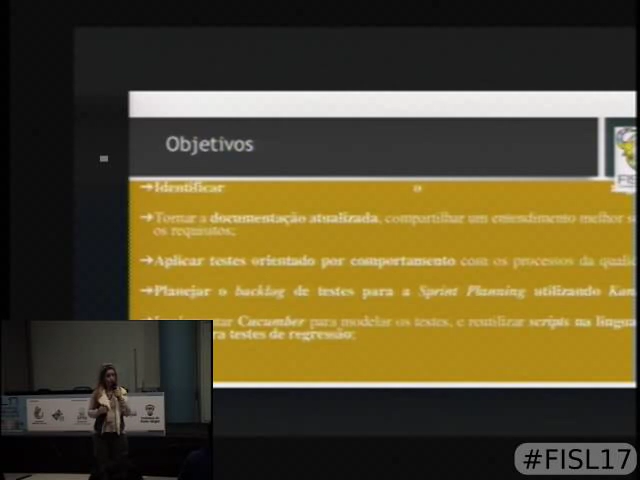 Objetivos
➔Identificar o
➔Tornar a documentação atualizada, compartilhar um entendimento melhor
os requisitos;
➔Aplicar testes orientado por comportamento com os processos da
➔Planejar o backlog de testes para a Sprint Planning utilizando
Cucumber para modelar os testes, e reutilizar scripts na
testes de regressão;
#FISL17